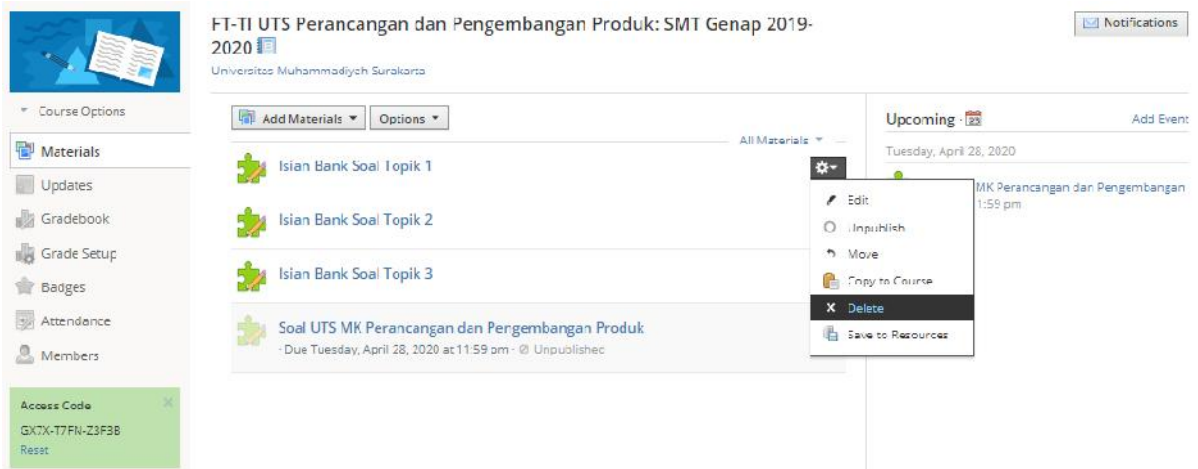 FT-TI UTS Perancangan dan Pengembangan Produk: SMT Genap 2019-
2020
Universitas Muhammadiyah Surakarta
Notifications
Course Options
Materials
Updates
Gradebook
Grade Setup
Badges
Attendance
Members
Access Code
GX7X-T7FN-Z3F3B
Reset
Add Materials
Options
All Materials
Isian Bank Soal Topik 1
Isian Bank Soal Topik 2
Isian Bank Soal Topik 3
Soal UTS MK Perancangan dan Pengembangan Produk
· Due Tuesday, April 28, 2020 at 11:59 pm · Unpublished
Edit
Unpublish
Move
Copy to Course
Delete
Save to Resources
Upcoming · 23
Add Event
Tuesday, April 28, 2020
MK Perancangan dan Pengembangan
1:59 pm